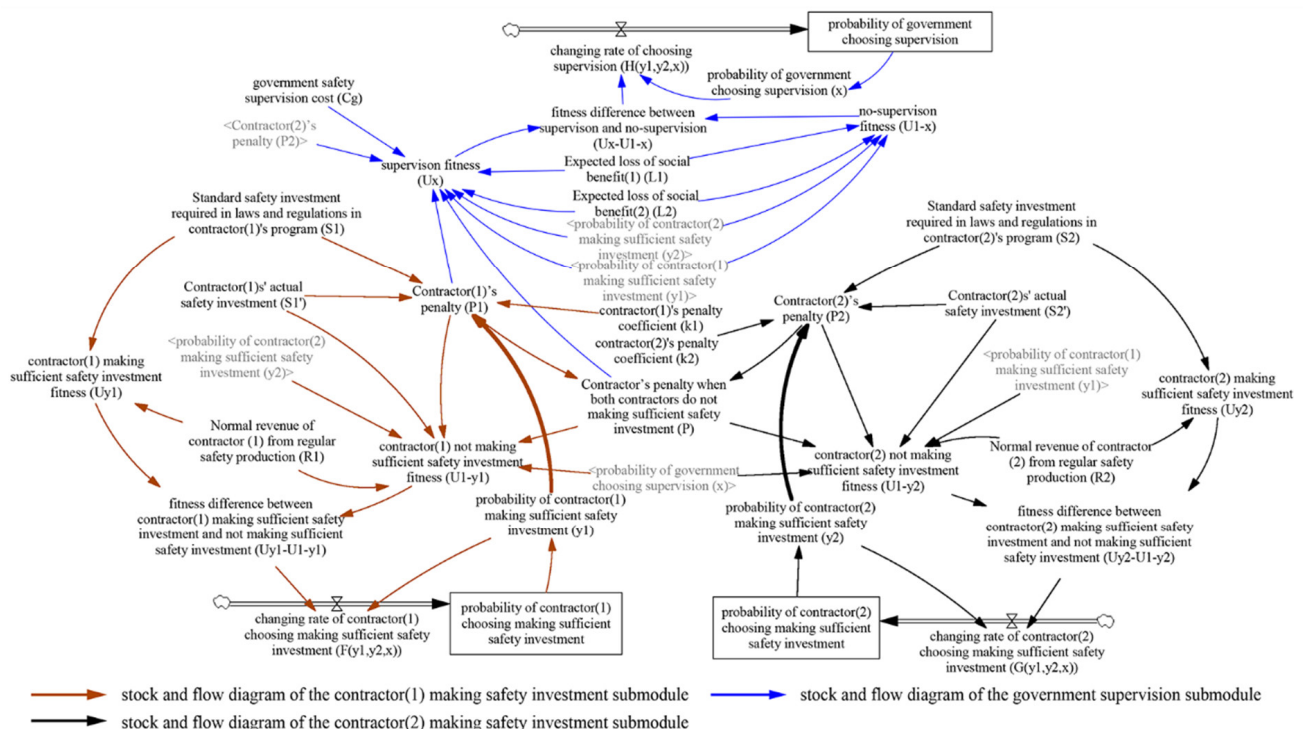 probability of government
choosing supervision
changing rate of choosing
supervision (H(y1,y2,x))
probability of government
choosing supervision (x)
government safety
supervision cost (Cg)
<Contractor(2)'s
penalty (P2)>
fitness difference between
supervison and no-supervision
(Ux-U1-x)
no-supervison
fitness (U1-x)
supervison fitness
(Ux)
Expected loss of social
benefit(1) (L1)
Expected loss of social
benefit(2) (L2)
<probability of contractor(2)
making sufficient safety
investment (y2)>
<probability of contractor(1)
making sufficient safety
investment (y1)>
Standard safety investment
required in laws and regulations in
contractor(1)'s program (S1)
Standard safety investment
required in laws and regulations in
contractor(2)'s program (S2)
Contractor(1)s' actual
safety investment (S1')
Contractor(1)'s
penalty (P1)
contractor(1)'s penalty
coefficient (k1)
contractor(2)'s penalty
coefficient (k2)
Contractor(2)'s
penalty (P2)
Contractor(2)s' actual
safety investment (S2')
<probability of contractor(2)
making sufficient safety
investment (y2)>
<probability of contractor(1)
making sufficient safety
investment (y1)>
contractor(1) making
sufficient safety investment
fitness (Uy1)
Contractor's penalty when
both contractors do not
making sufficient safety
investment (P)
contractor(2) making
sufficient safety investment
fitness (Uy2)
Normal revenue of
contractor (1) from regular
safety production (R1)
contractor(1) not making
sufficient safety investment
fitness (U1-y1)
<probability of government
choosing supervision (x)>
contractor(2) not making
sufficient safety investment
fitness (U1-y2)
Normal revenue of contractor
(2) from regular safety
production (R2)
fitness difference between
contractor(1) making sufficient safety
investment and not making sufficient
safety investment (Uy1-U1-y1)
probability of contractor(1)
making sufficient safety
investment (y1)
probability of contractor(2)
making sufficient safety
investment (y2)
fitness difference between
contractor(2) making sufficient safety
investment and not making sufficient
safety investment (Uy2-U1-y2)
changing rate of contractor(1)
choosing making sufficient safety
investment (F(y1,y2,x))
probability of contractor(1)
choosing making sufficient
safety investment
probability of contractor(2)
choosing making sufficient
safety investment
changing rate of contractor(2)
choosing making sufficient safety
investment (G(y1,y2,x))
stock and flow diagram of the contractor(1) making safety investment submodule
stock and flow diagram of the government supervision submodule
stock and flow diagram of the contractor(2) making safety investment submodule